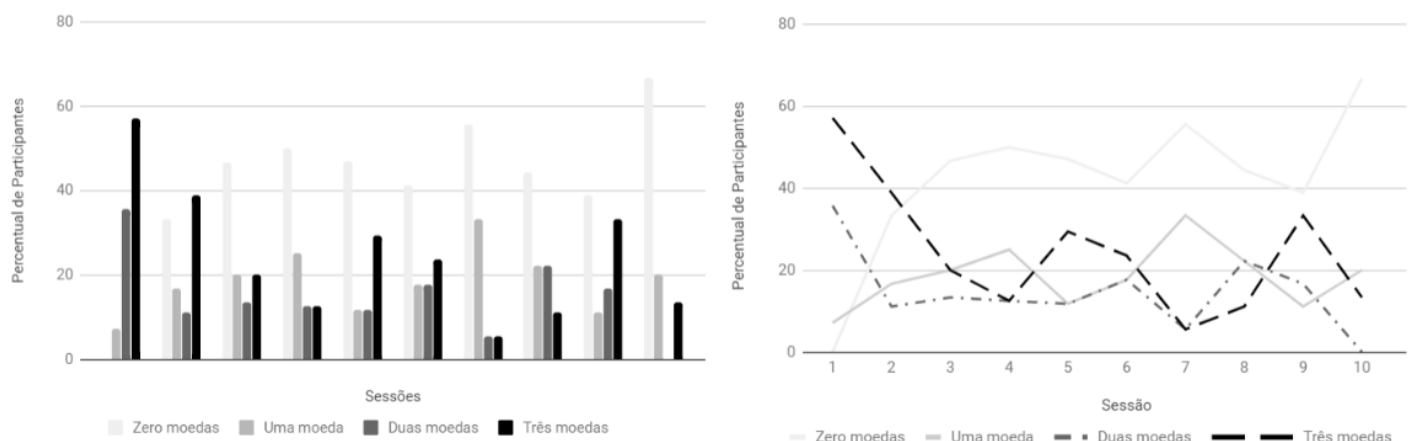 80
60
40
20
0
Percentual de Participantes
Sessões
Zero moedas Uma moeda Duas moedas Três moedas
80
60
40
20
0
Percentual de Participantes
1 2 3 4 5 6 7 8 9 10
Sessão
Zero moedas Uma moeda Duas moedas Três moedas